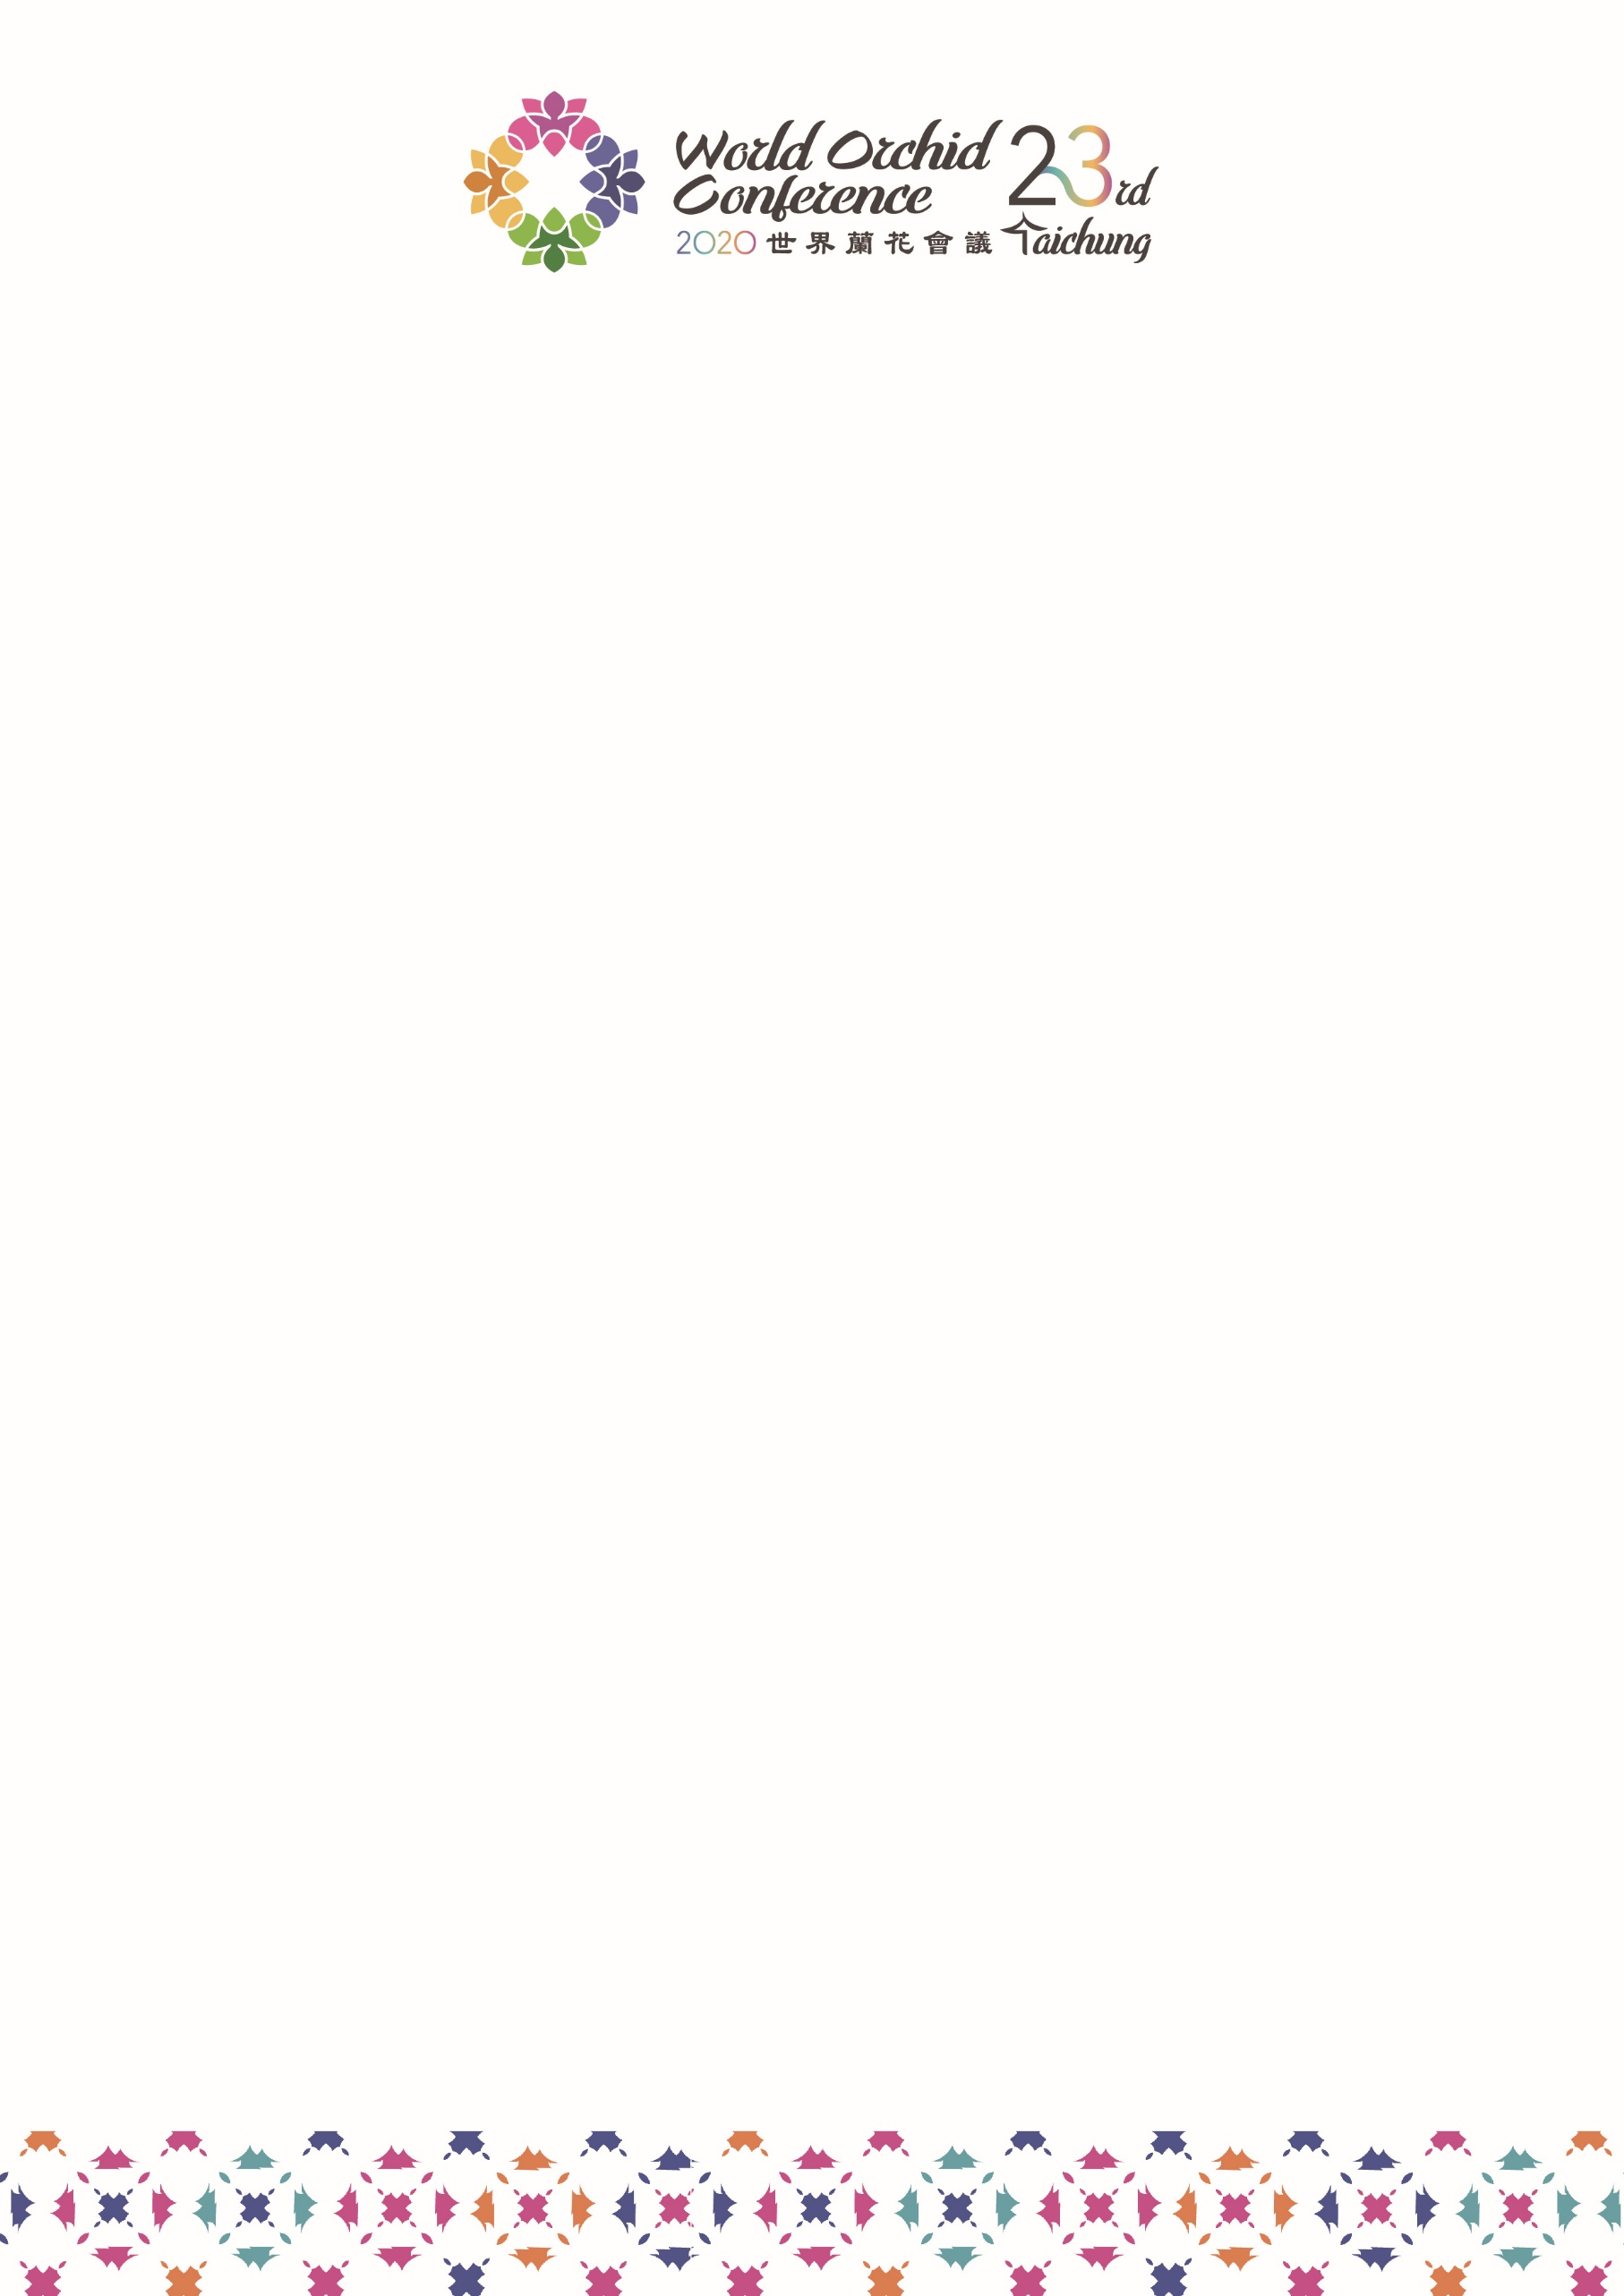 World Orchid
Conference
23rd
2020 世界蘭花會議 Taichung